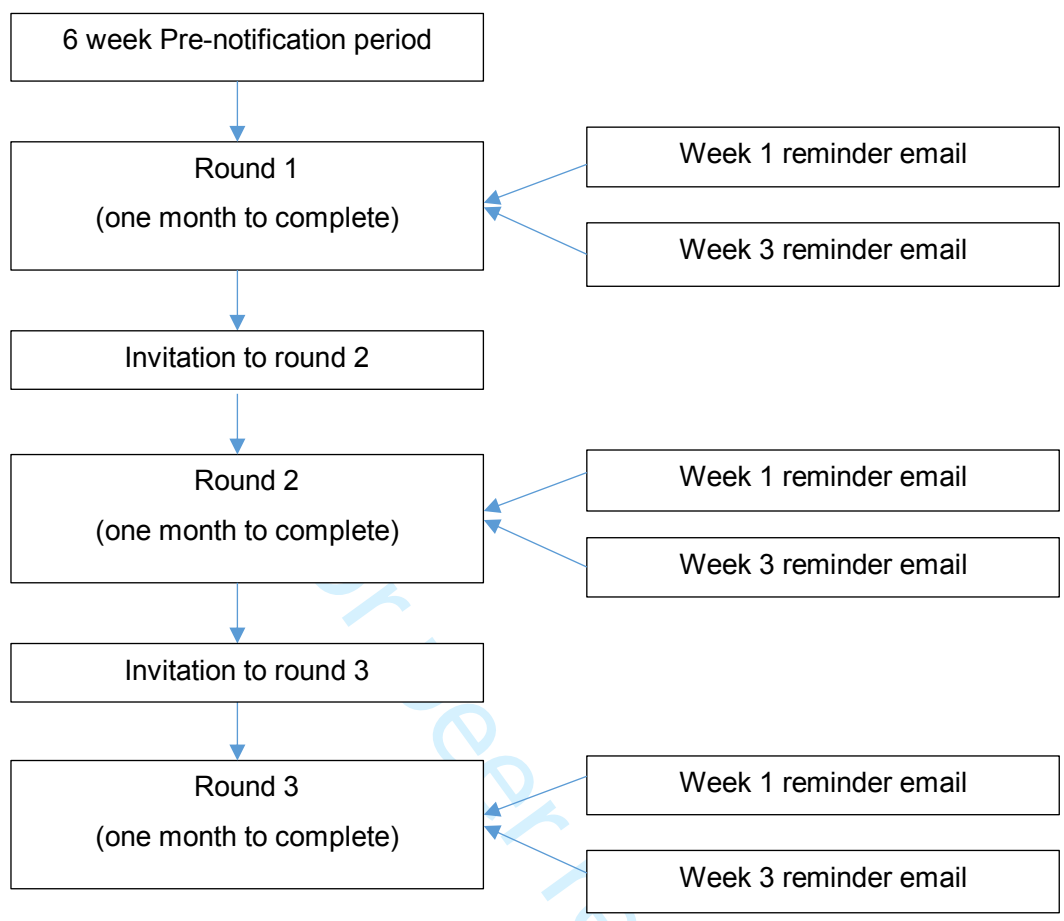 6 week Pre-notification period
Round 1
(one month to complete)
Week 1 reminder email
Week 3 reminder email
Invitation to round 2
Round 2
(one month to complete)
Week 1 reminder email
Week 3 reminder email
Invitation to round 3
Round 3
(one month to complete)
Week 1 reminder email
Week 3 reminder email